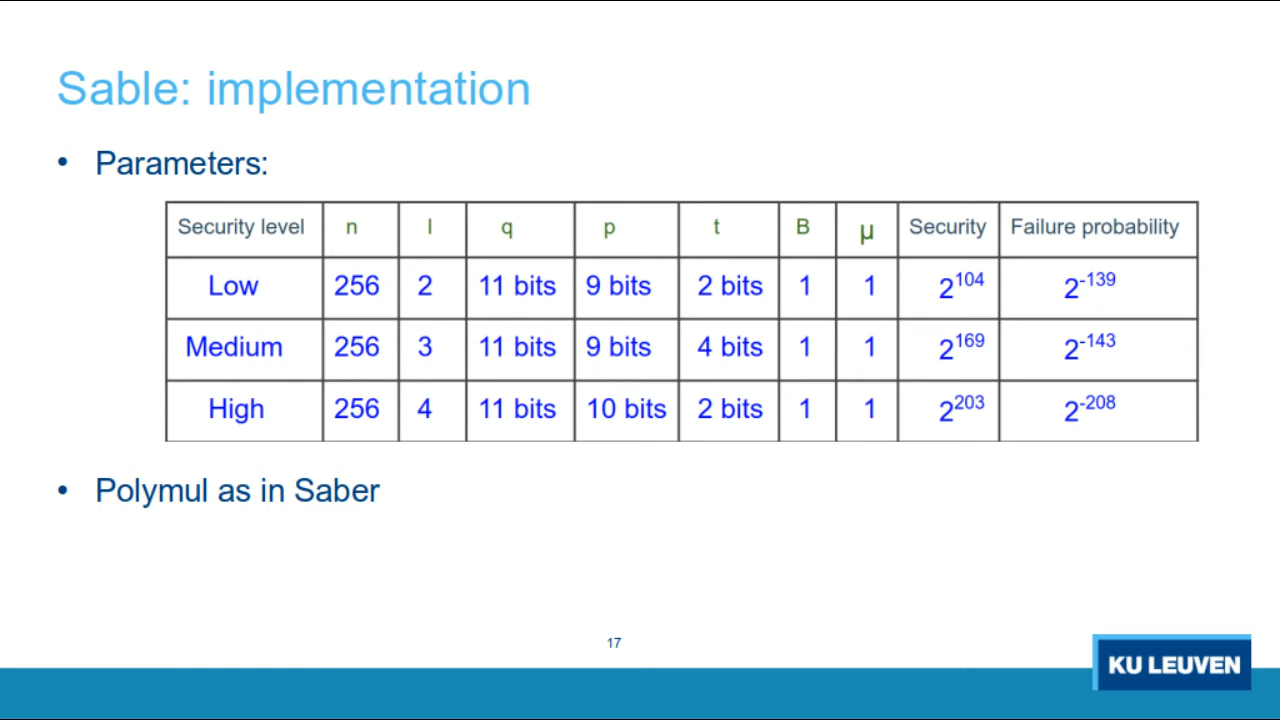 Sable: implementation
• Parameters:
Security level n l q p t B μ Security Failure probability
Low 256 2 11 bits 9 bits 2 bits 1 1 2^104 2^-139
Medium 256 3 11 bits 9 bits 4 bits 1 1 2^169 2^-143
High 256 4 11 bits 10 bits 2 bits 1 1 2^203 2^-208
• Polymul as in Saber
17
KU LEUVEN